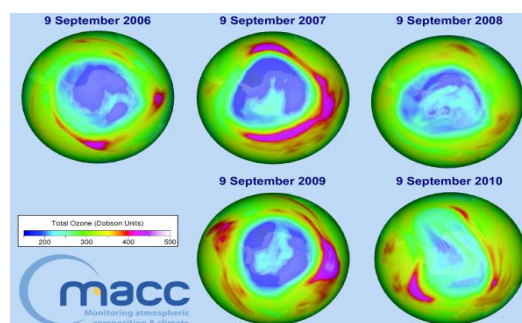 9 September 2006
9 September 2007
9 September 2008
9 September 2009
9 September 2010
Total Ozone (Dobson Units)
200 300 400 500
macc
Monitoring atmospheric
composition & climate